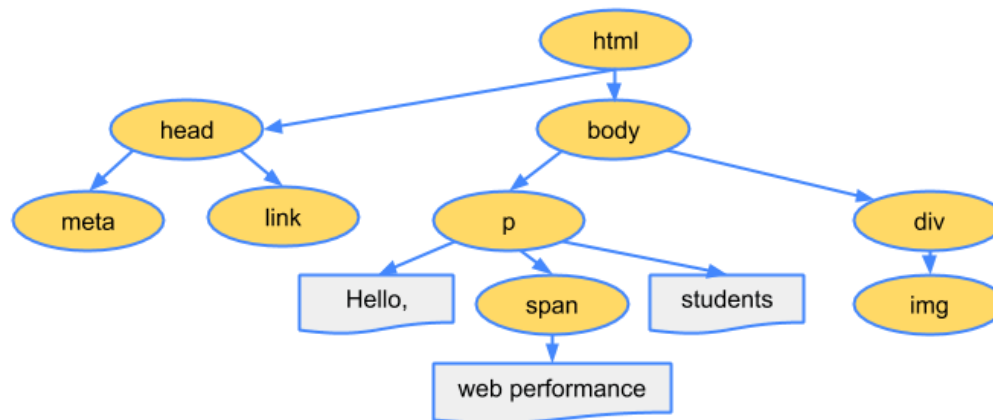 html
head
body
meta
link
p
div
Hello,
span
students
img
web performance